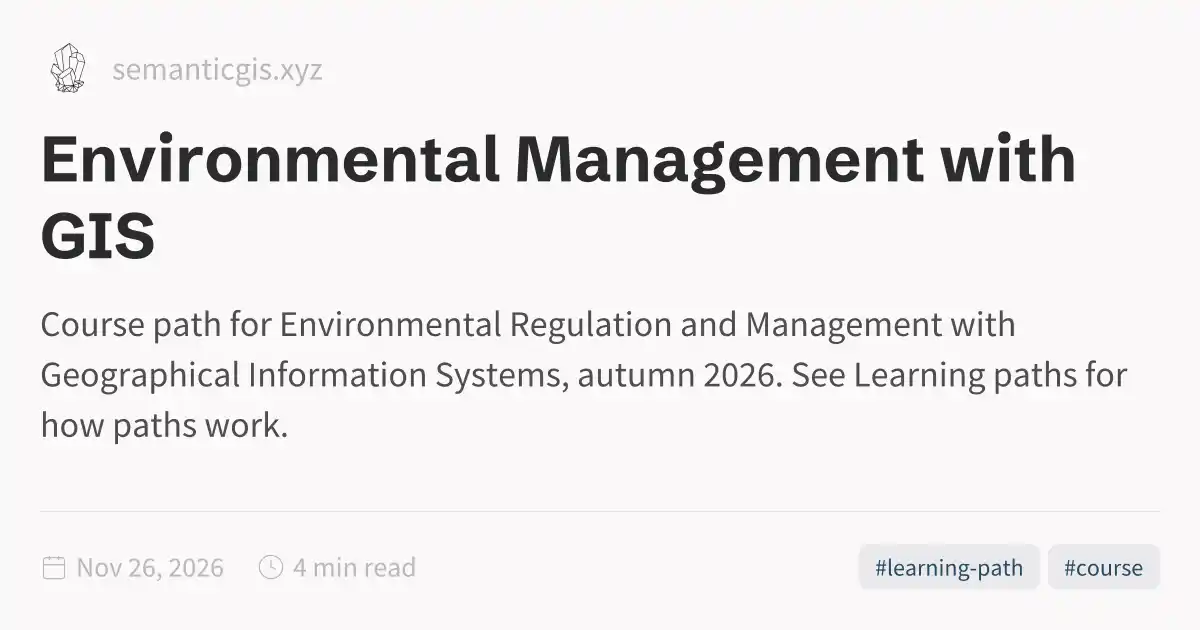 semanticgis.xyz
Environmental Management with
GIS
Course path for Environmental Regulation and Management with
Geographical Information Systems, autumn 2026. See Learning paths for
how paths work.
Nov 26, 2026 4 min read #learning-path #course